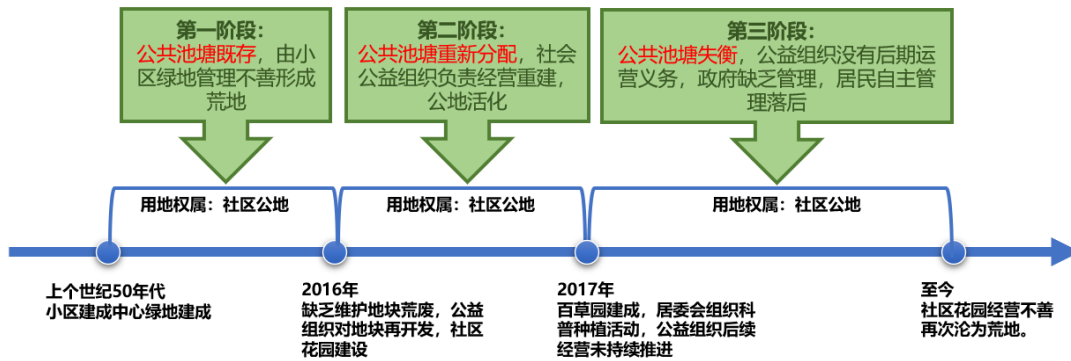 第一阶段：
公共池塘既存，由小
区绿地管理不善形成
荒地
第二阶段：
公共池塘重新分配，社会
公益组织负责经营重建，
公地活化
第三阶段：
公共池塘失衡，公益组织没有后期运
营义务，政府缺乏管理，居民自主管
理落后
用地权属：社区公地
用地权属：社区公地
用地权属：社区公地
上个世纪50年代
小区建成中心绿地建成
2016年
缺乏维护地块荒废，公益
组织对地块再开发，社区
花园建设
2017年
百草园建成，居委会组织科
普种植活动，公益组织后续
经营未持续推进
至今
社区花园经营不善
再次沦为荒地。